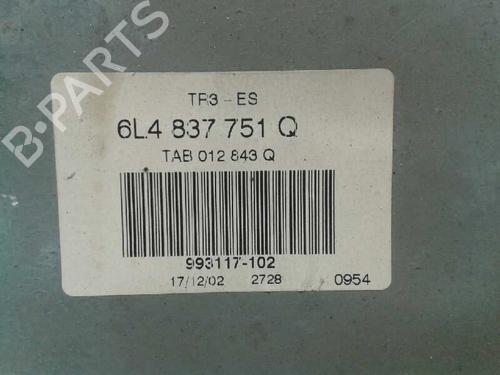 B-PARTS
TR3-ES
6L4 837 751 Q
TAB 012 843 Q
993117-102
17/12/02 2728 0954